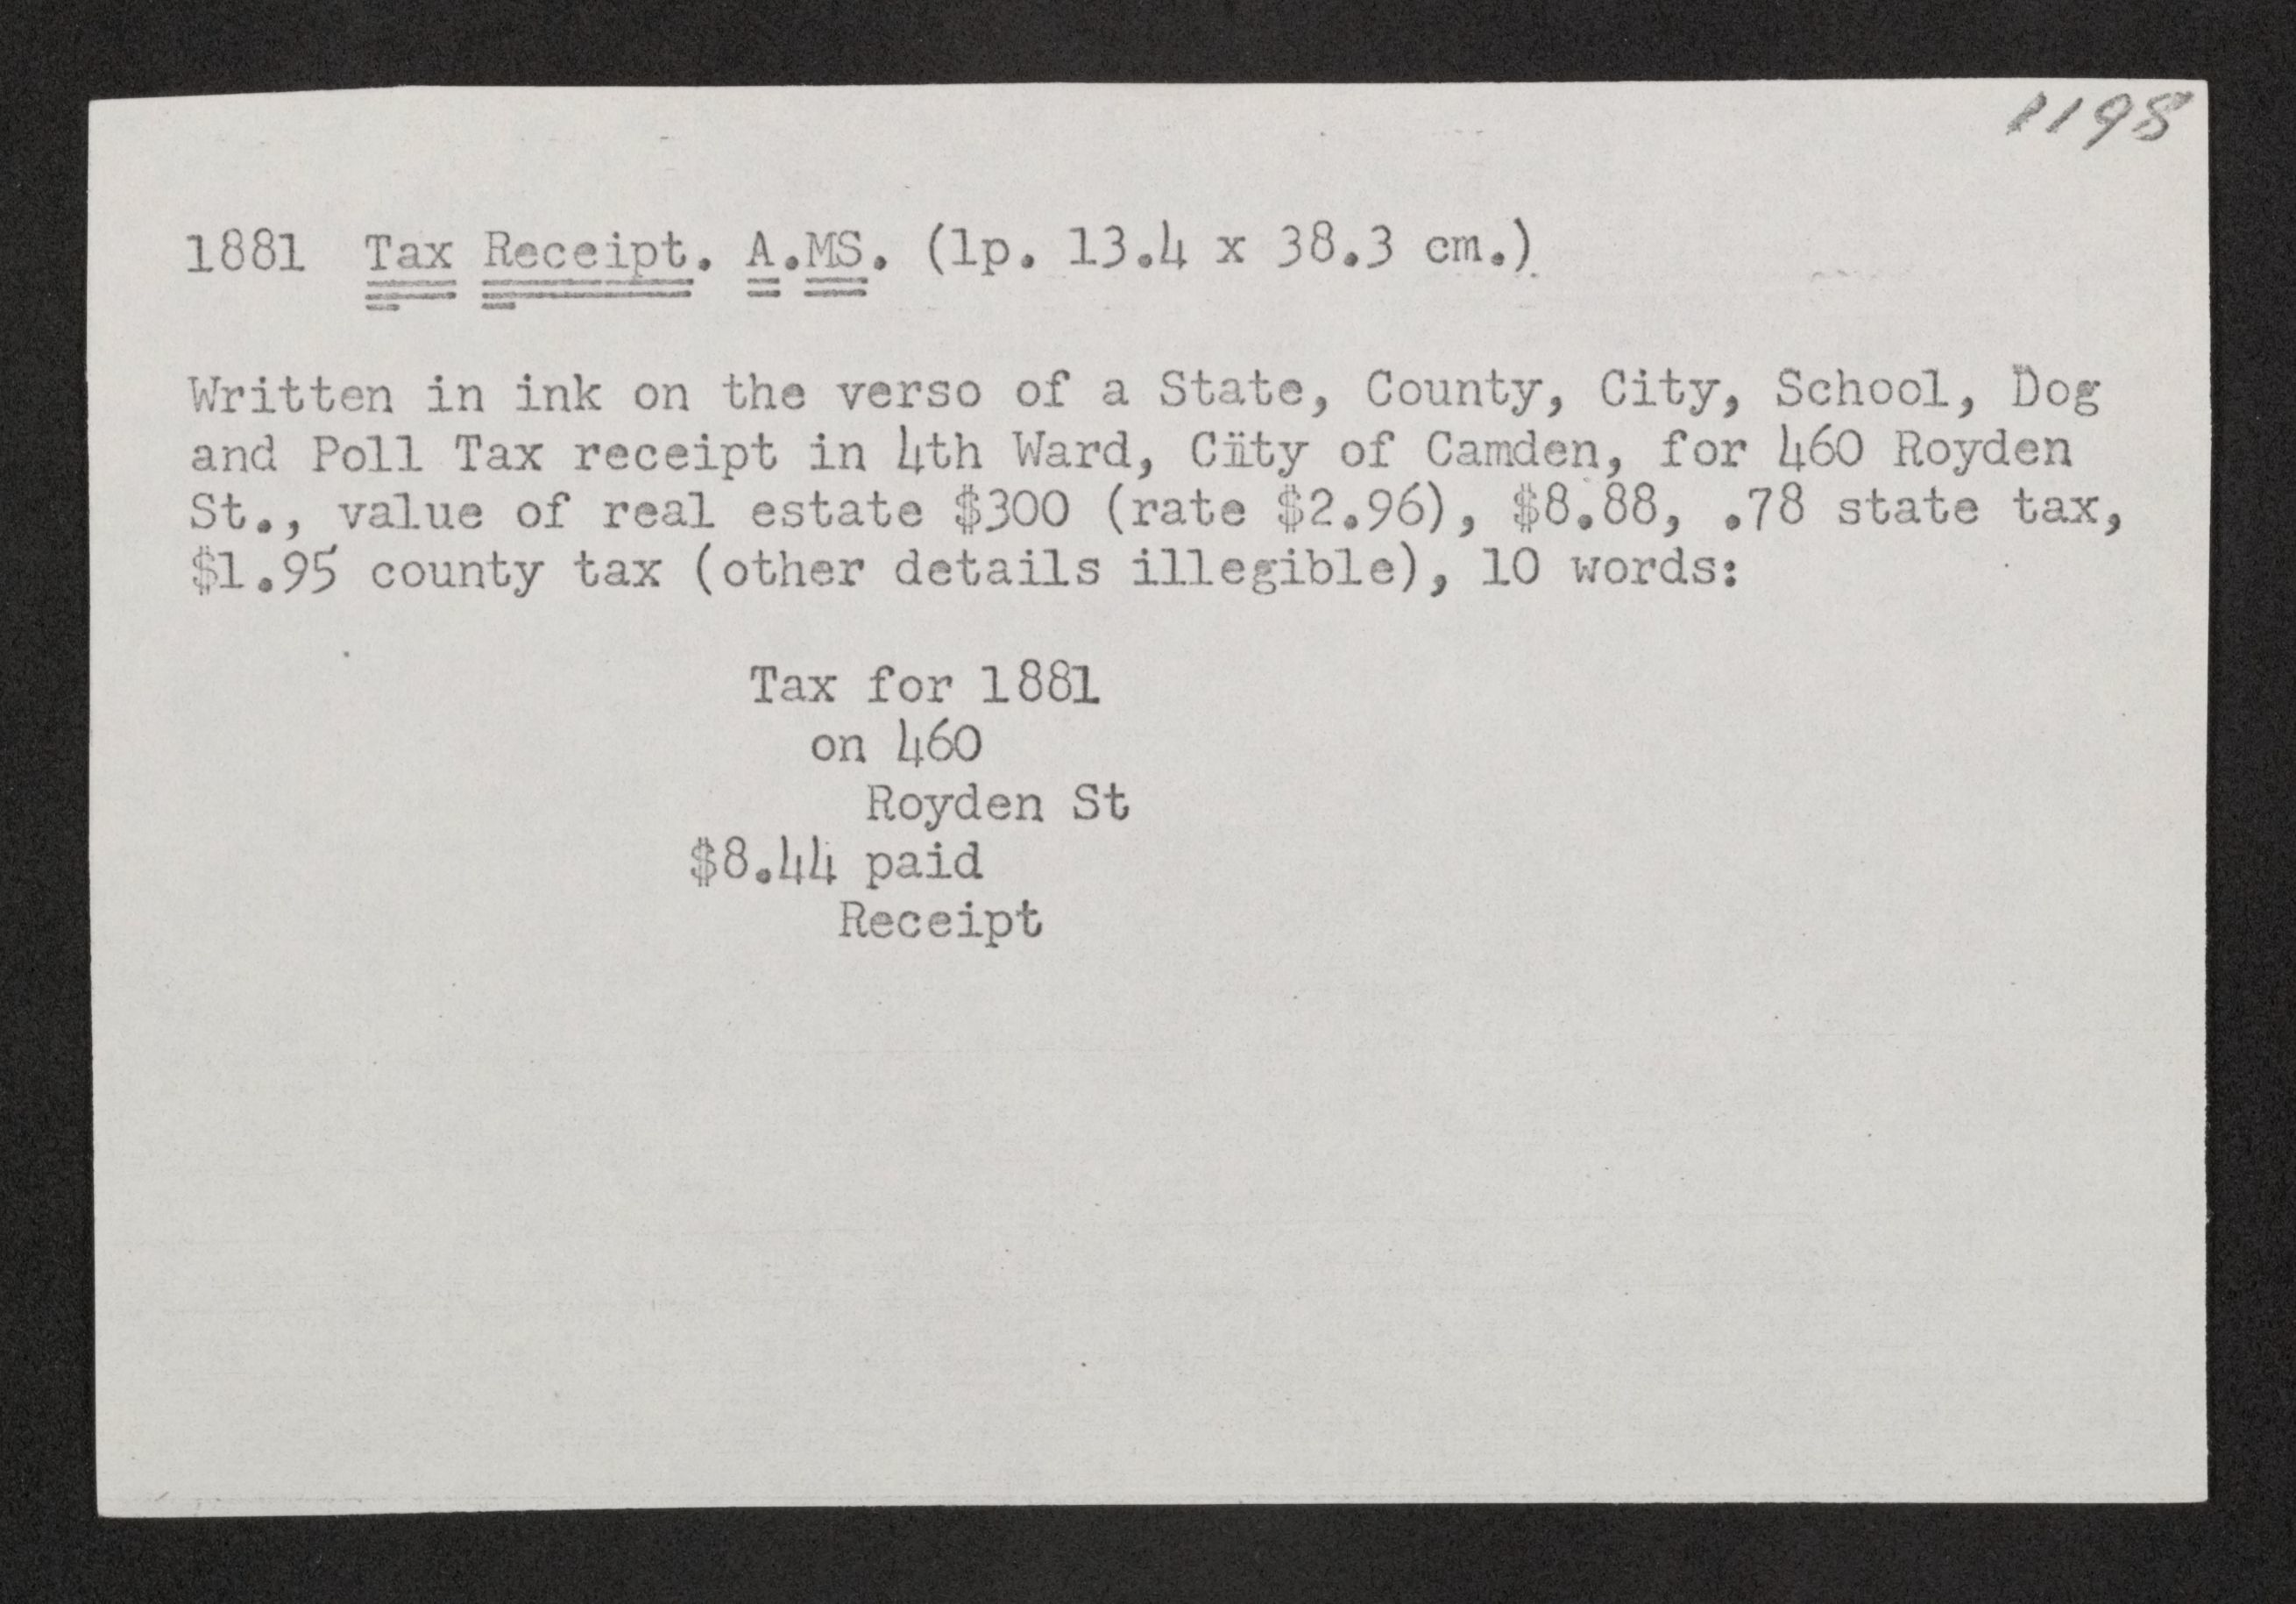 1198
1881 Tax Receipt. A.MS. (1p. 13.4 x 38.3 cm.)
Written in ink on the verso of a State, County, City, School, Dog
and Poll Tax receipt in 4th Ward, City of Camden, for 460 Royden
St., value of real estate $300 (rate $2.96), $8.88, .78 state tax,
$1.95 county tax (other details illegible), 10 words:
Tax for 1881
on 460
Royden St
$8.44 paid
Receipt